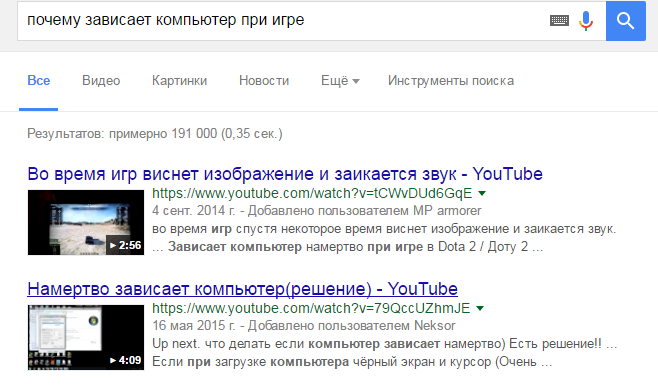 почему зависает компьютер при игре
Все Видео Картинки Новости Ещё Инструменты поиска
Результатов: примерно 191 000 (0,35 сек.)
Во время игр виснет изображение и заикается звук - YouTube
https://www.youtube.com/watch?v=tCWvDUd6GqE
4 сент. 2014 г. - Добавлено пользователем MP armorer
во время игр спустя некоторое время виснет изображение и заикается звук.
... Зависает компьютер намертво при игре в Dota 2 / Доту 2 ...
2:56
Намертво зависает компьютер(решение) - YouTube
https://www.youtube.com/watch?v=79QccUZhmJE
16 мая 2015 г. - Добавлено пользователем Neksor
Up next. что делать если компьютер зависает намертво) Есть решение!! ...
Если при загрузке компьютера чёрный экран и курсор (Очень ...
4:09